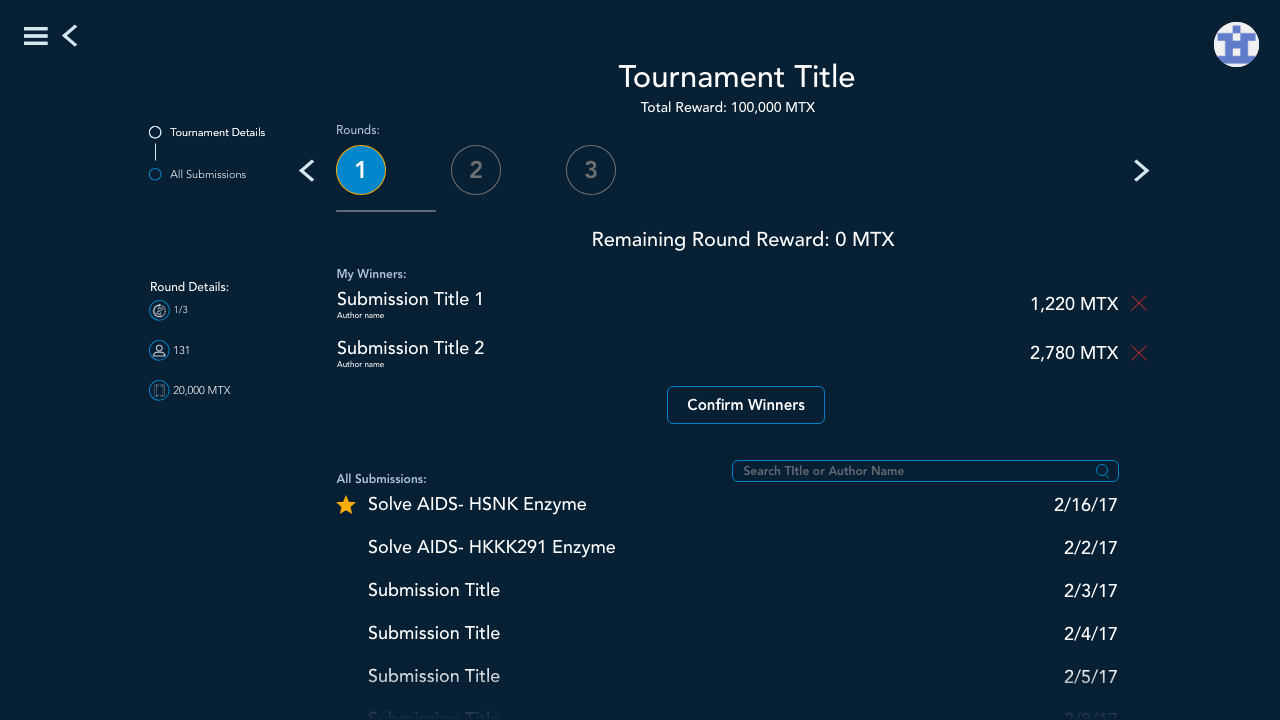 Tournament Title
Total Reward: 100,000 MTX
Tournament Details
All Submissions
Rounds:
1
2
3
Remaining Round Reward: 0 MTX
Round Details:
1/3
131
20,000 MTX
My Winners:
Submission Title 1
Author name
1,220 MTX
Submission Title 2
Author name
2,780 MTX
Confirm Winners
All Submissions:
Search TItle or Author Name
Solve AIDS- HSNK Enzyme 2/16/17
Solve AIDS- HKKK291 Enzyme 2/2/17
Submission Title 2/3/17
Submission Title 2/4/17
Submission Title 2/5/17
Submission Title